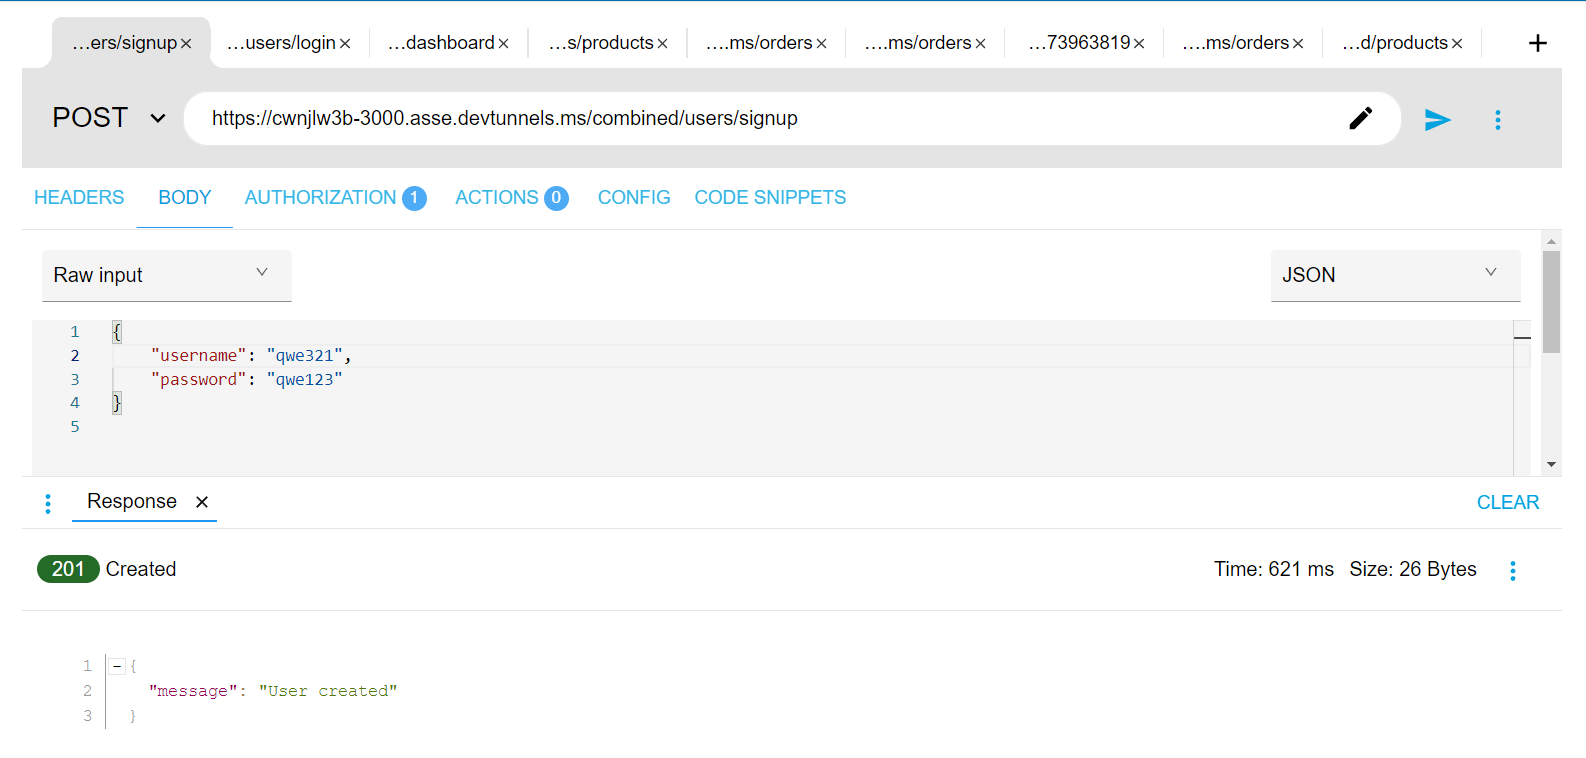 ...ers/signup× ...users/login× ...dashboard× ...s/products× ....ms/orders× ....ms/orders× ...73963819× ....ms/orders× ...d/products× +
POST https://cwnjlw3b-3000.asse.devtunnels.ms/combined/users/signup
HEADERS BODY AUTHORIZATION 1 ACTIONS 0 CONFIG CODE SNIPPETS
Raw input JSON
1 {
2 "username": "qwe321",
3 "password": "qwe123"
4 }
5
Response × CLEAR
201 Created Time: 621 ms Size: 26 Bytes
1 {
2 "message": "User created"
3 }